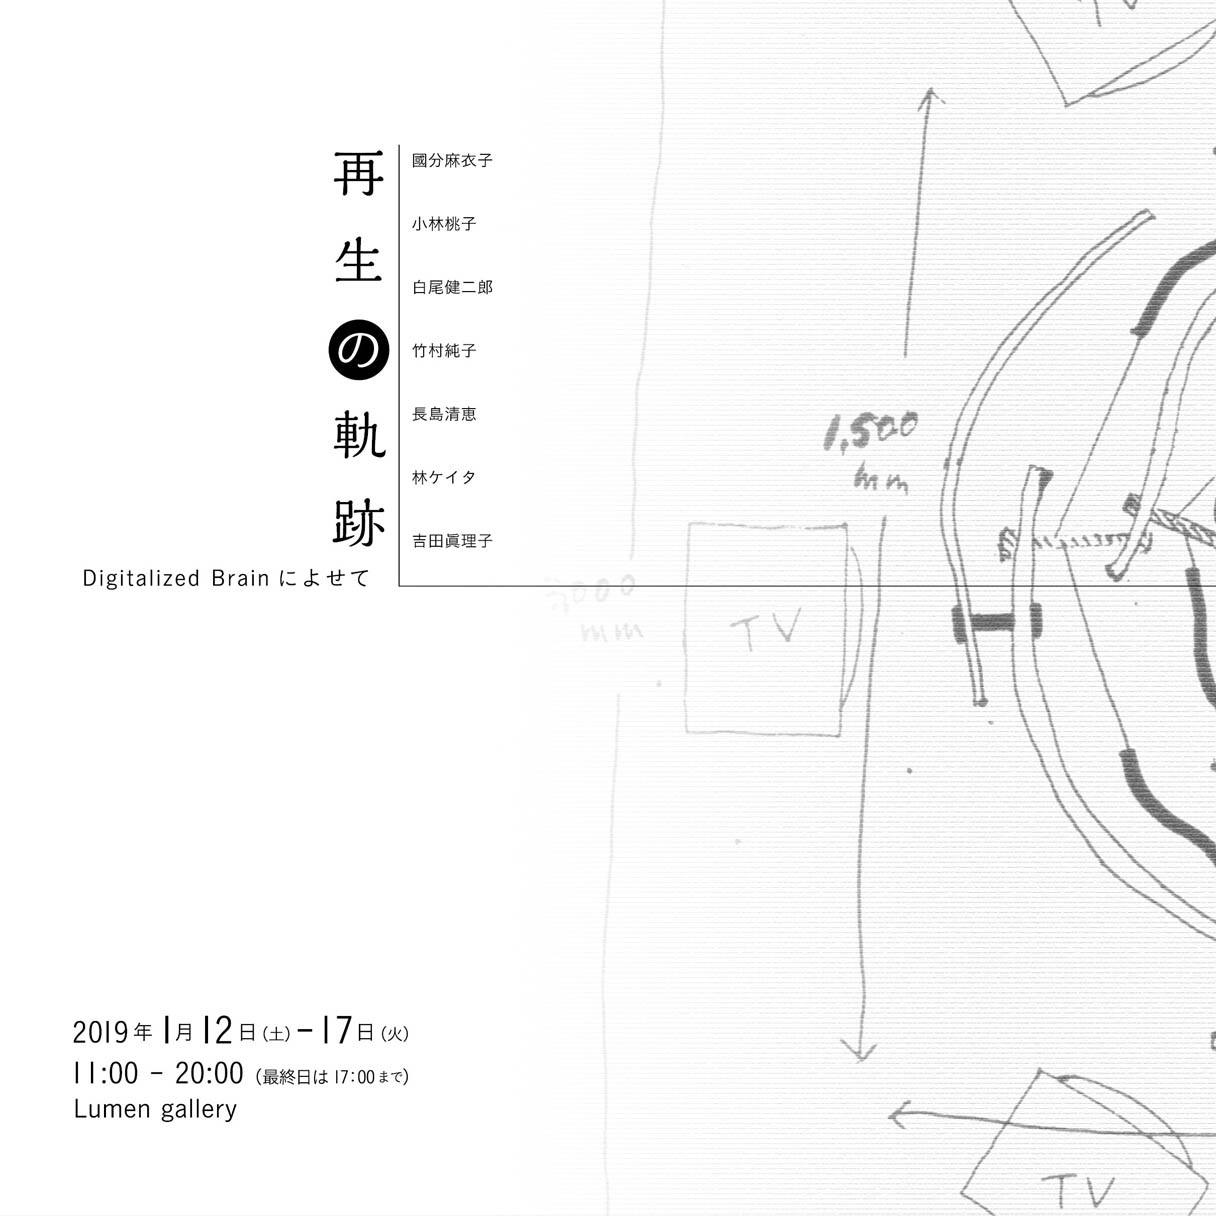 再生の軌跡
Digitalized Brain によせて
國分麻衣子
小林桃子
白尾健二郎
竹村純子
長島清恵
林ケイタ
吉田眞理子
TV
1,500
mm
000
mm
TV
TV
2019年 1月12日(土)-17日(火)
11:00 - 20:00 (最終日は 17:00まで)
Lumen gallery